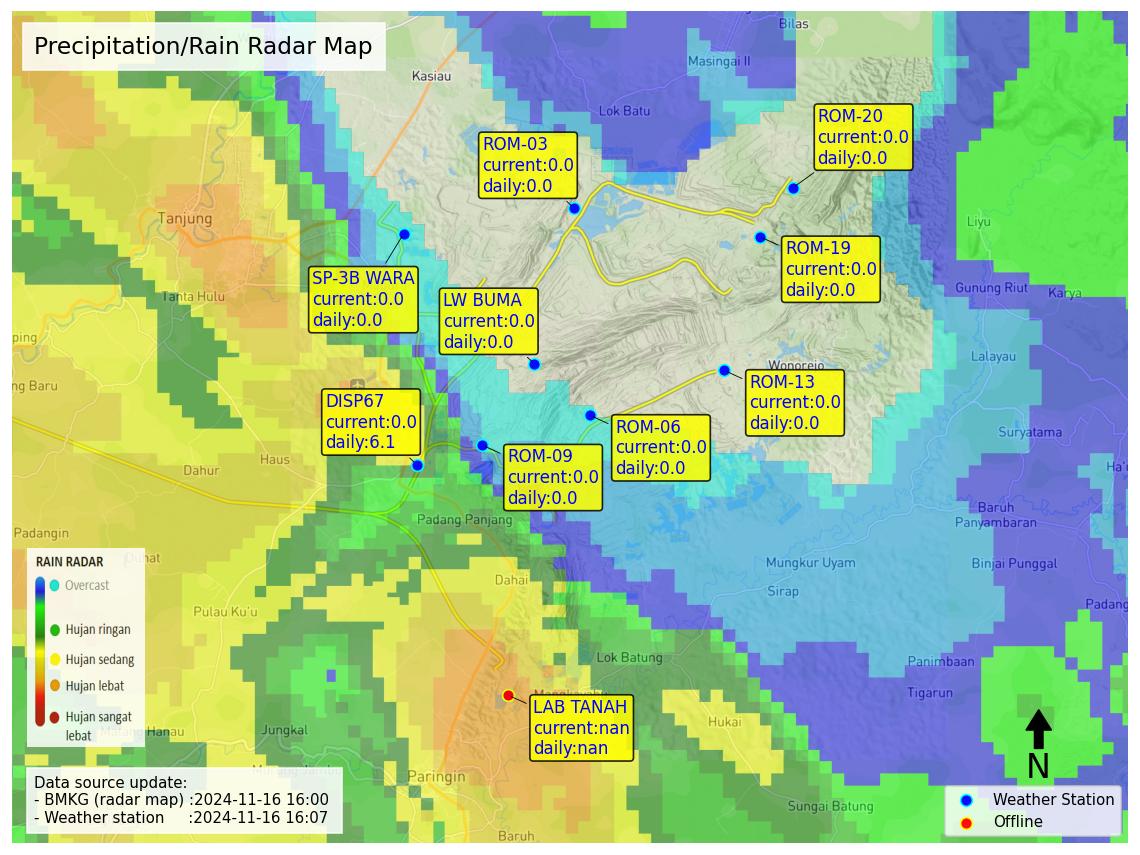 Precipitation/Rain Radar Map
Bilas
Kasiau
Masingai II
Lok Batu
ROM-20
current:0.0
daily:0.0
ROM-03
current:0.0
daily:0.0
Tanjung
Liyu
ROM-19
current:0.0
daily:0.0
SP-3B WARA
current:0.0
daily:0.0
LW BUMA
current:0.0
daily:0.0
Tanta Hulu
Gunung Riut
Karya
ping
Lalayau
Wonorejo
ng Baru
ROM-13
current:0.0
daily:0.0
DISP67
current:0.0
daily:6.1
ROM-06
current:0.0
daily:0.0
Suryatama
ROM-09
current:0.0
daily:0.0
Haus
Dahur
Ha'u
Baruh
Panyambaran
Padang Panjang
Padangin
Mungkur Uyam
Binjai Punggal
Dahai
Sirap
Padang
Pulau Ku'u
RAIN RADAR
Overcast
Hujan ringan
Hujan sedang
Hujan lebat
Hujan sangat
lebat
Lok Batung
Panimbaan
Tigarun
LAB TANAH
current:nan
daily:nan
Hukai
Jungkal
Hanau
Paringin
Sungai Batung
Baruh
N
Data source update:
- BMKG (radar map) :2024-11-16 16:00
- Weather station :2024-11-16 16:07
Weather Station
Offline